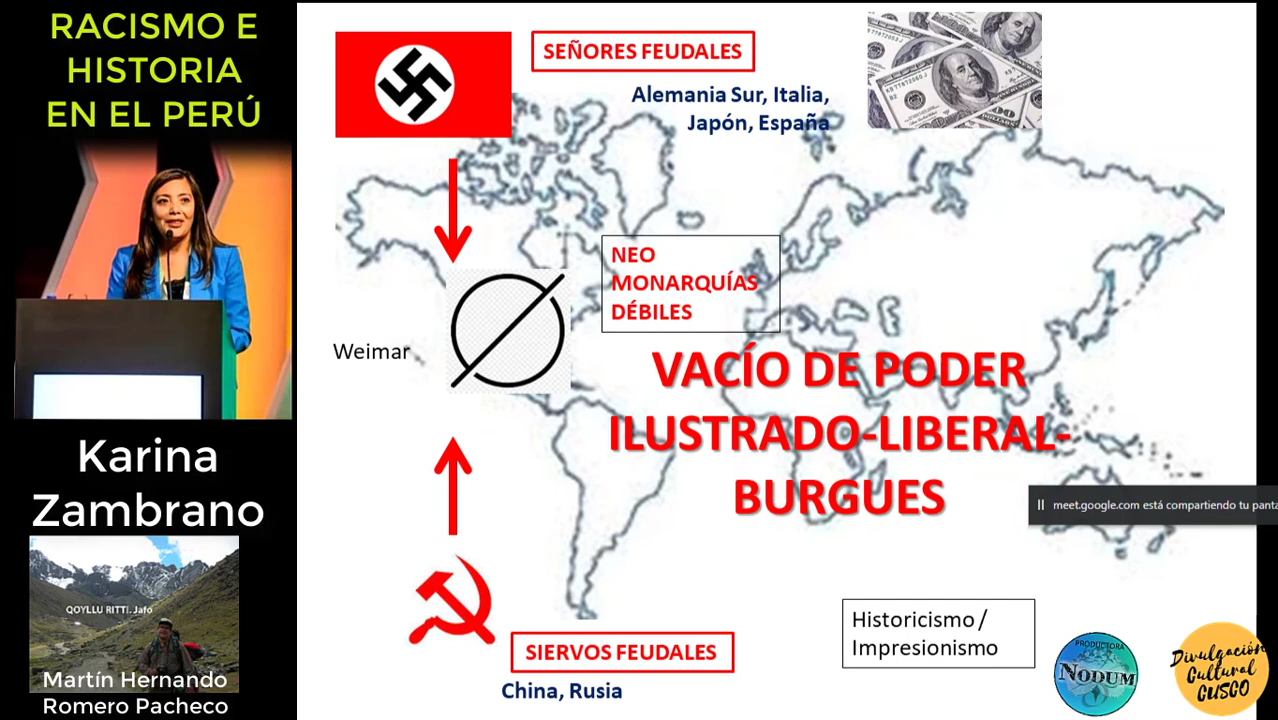 RACISMO E
HISTORIA
EN EL PERÚ
Karina
Zambrano
QOYLLU RITTI. Jafo
Martín Hernando
Romero Pacheco
SEÑORES FEUDALES
Alemania Sur, Italia,
Japón, España
NEO
MONARQUÍAS
DÉBILES
Weimar
VACÍO DE PODER
ILUSTRADO-LIBERAL-
BURGUES
meet.google.com está compartiendo tu panta
SIERVOS FEUDALES
China, Rusia
Historicismo /
Impresionismo
PRODUCTORA
NODUM
Divulgación
Cultural
CUSCO